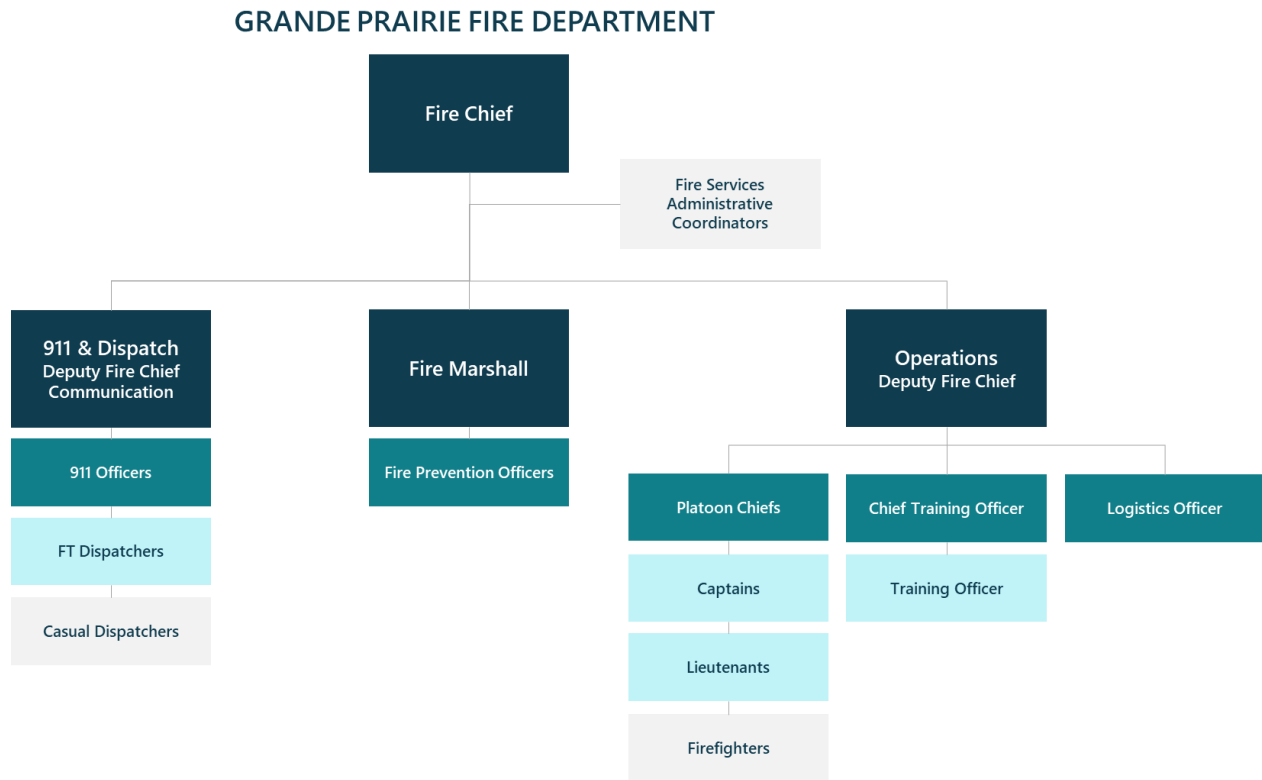 GRANDE PRAIRIE FIRE DEPARTMENT
Fire Chief
Fire Services
Administrative
Coordinators
911 & Dispatch
Deputy Fire Chief
Communication
Fire Marshall
Operations
Deputy Fire Chief
911 Officers
Fire Prevention Officers
Platoon Chiefs
Chief Training Officer
Logistics Officer
FT Dispatchers
Captains
Training Officer
Casual Dispatchers
Lieutenants
Firefighters